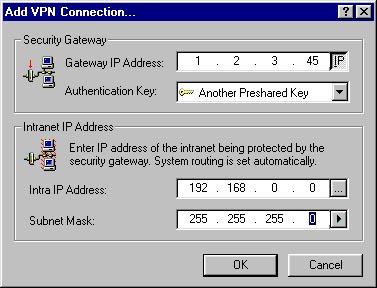 Add VPN Connection...
Security Gateway
Gateway IP Address: 1 . 2 . 3 . 45 IP
Authentication Key: Another Preshared Key
Intranet IP Address
Enter IP address of the intranet being protected by the
security gateway. System routing is set automatically.
Intra IP Address: 192 . 168 . 0 . 0 ...
Subnet Mask: 255 . 255 . 255 . 0
OK Cancel